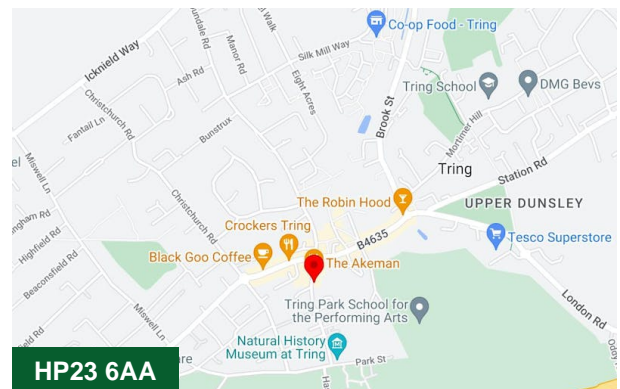 Icknield Way
Dundale Rd
Walk
Manor Rd
Silk Mill Way
Co-op Food - Tring
Ash Rd
Eight Acres
Christchurch Rd
Fantail Ln
Bunstrux
Brook St
Tring School
DMG Bevs
Mortimer Hill
Miswell Ln
Tring
Station Rd
UPPER DUNSLEY
The Robin Hood
Christchurch Rd
Highfield Rd
Beaconsfield Rd
Crockers Tring
B4635
Tesco Superstore
Black Goo Coffee
The Akeman
London Rd
Miswell Ln
Tring Park School for
the Performing Arts
Natural History
Museum at Tring
Park St
HP23 6AA